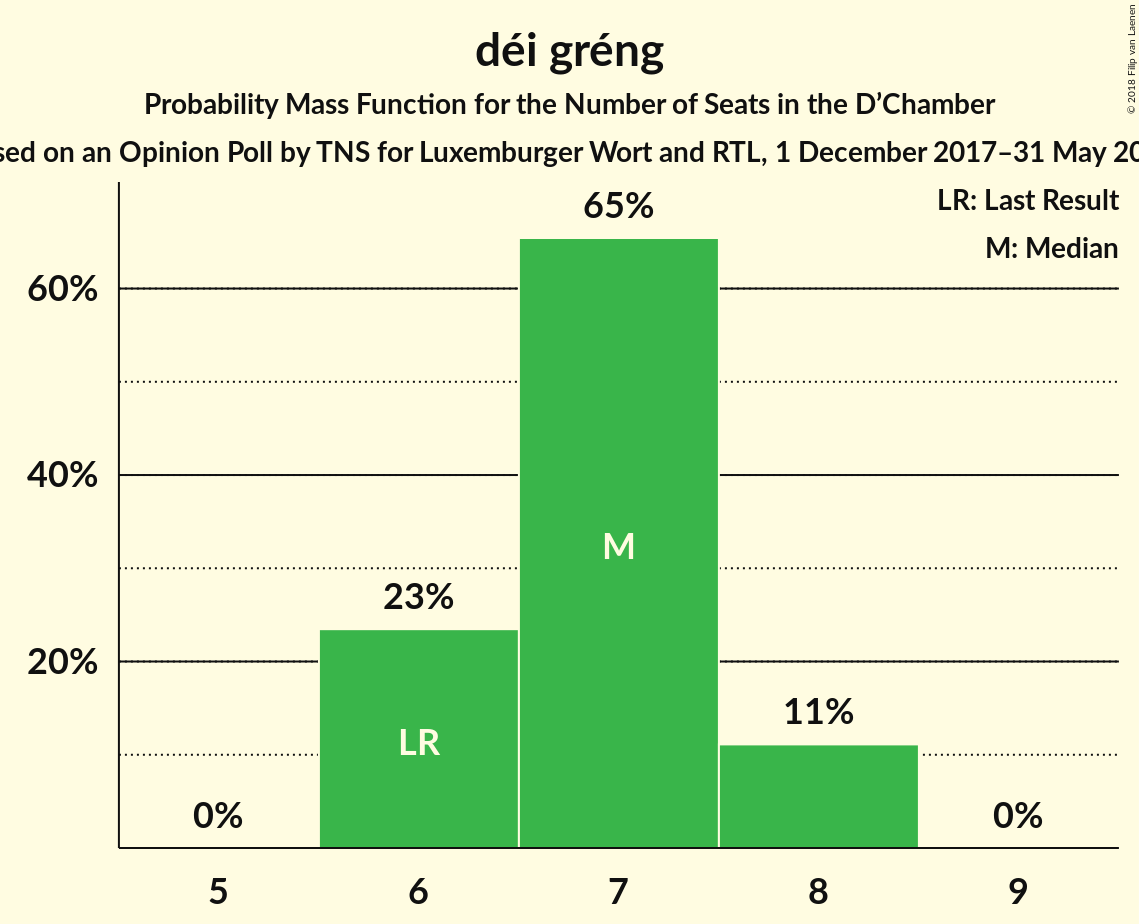 déi gréng
Probability Mass Function for the Number of Seats in the D’Chamber
sed on an Opinion Poll by TNS for Luxemburger Wort and RTL, 1 December 2017–31 May 20
© 2018 Filip van Laenen
LR: Last Result
M: Median
65%
60%
40%
M
23%
20%
11%
LR
0%
0%
5
6
7
8
9